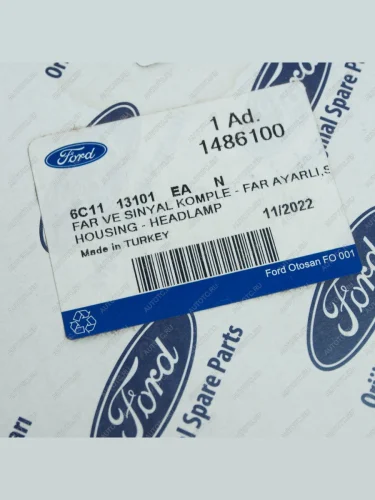 Ford
1 Ad.
1486100
6C11 13101 EA N
FAR VE SINYAL KOMPLE - FAR AYARLI,S
HOUSING - HEADLAMP
11/2022
Made in TURKEY
Ford Otosan FO 001
Original Spare Parts
Ford
Ford
Ford
Spare Parts